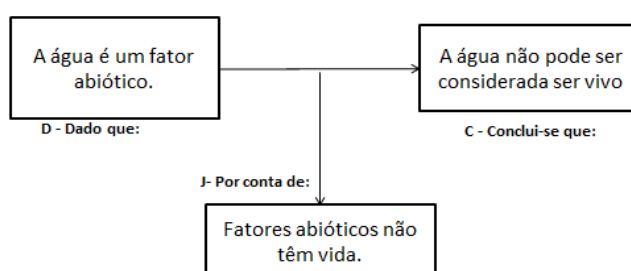 A água é um fator
abiótico.
A água não pode ser
considerada ser vivo
D - Dado que:
C - Conclui-se que:
J- Por conta de:
Fatores abióticos não
têm vida.